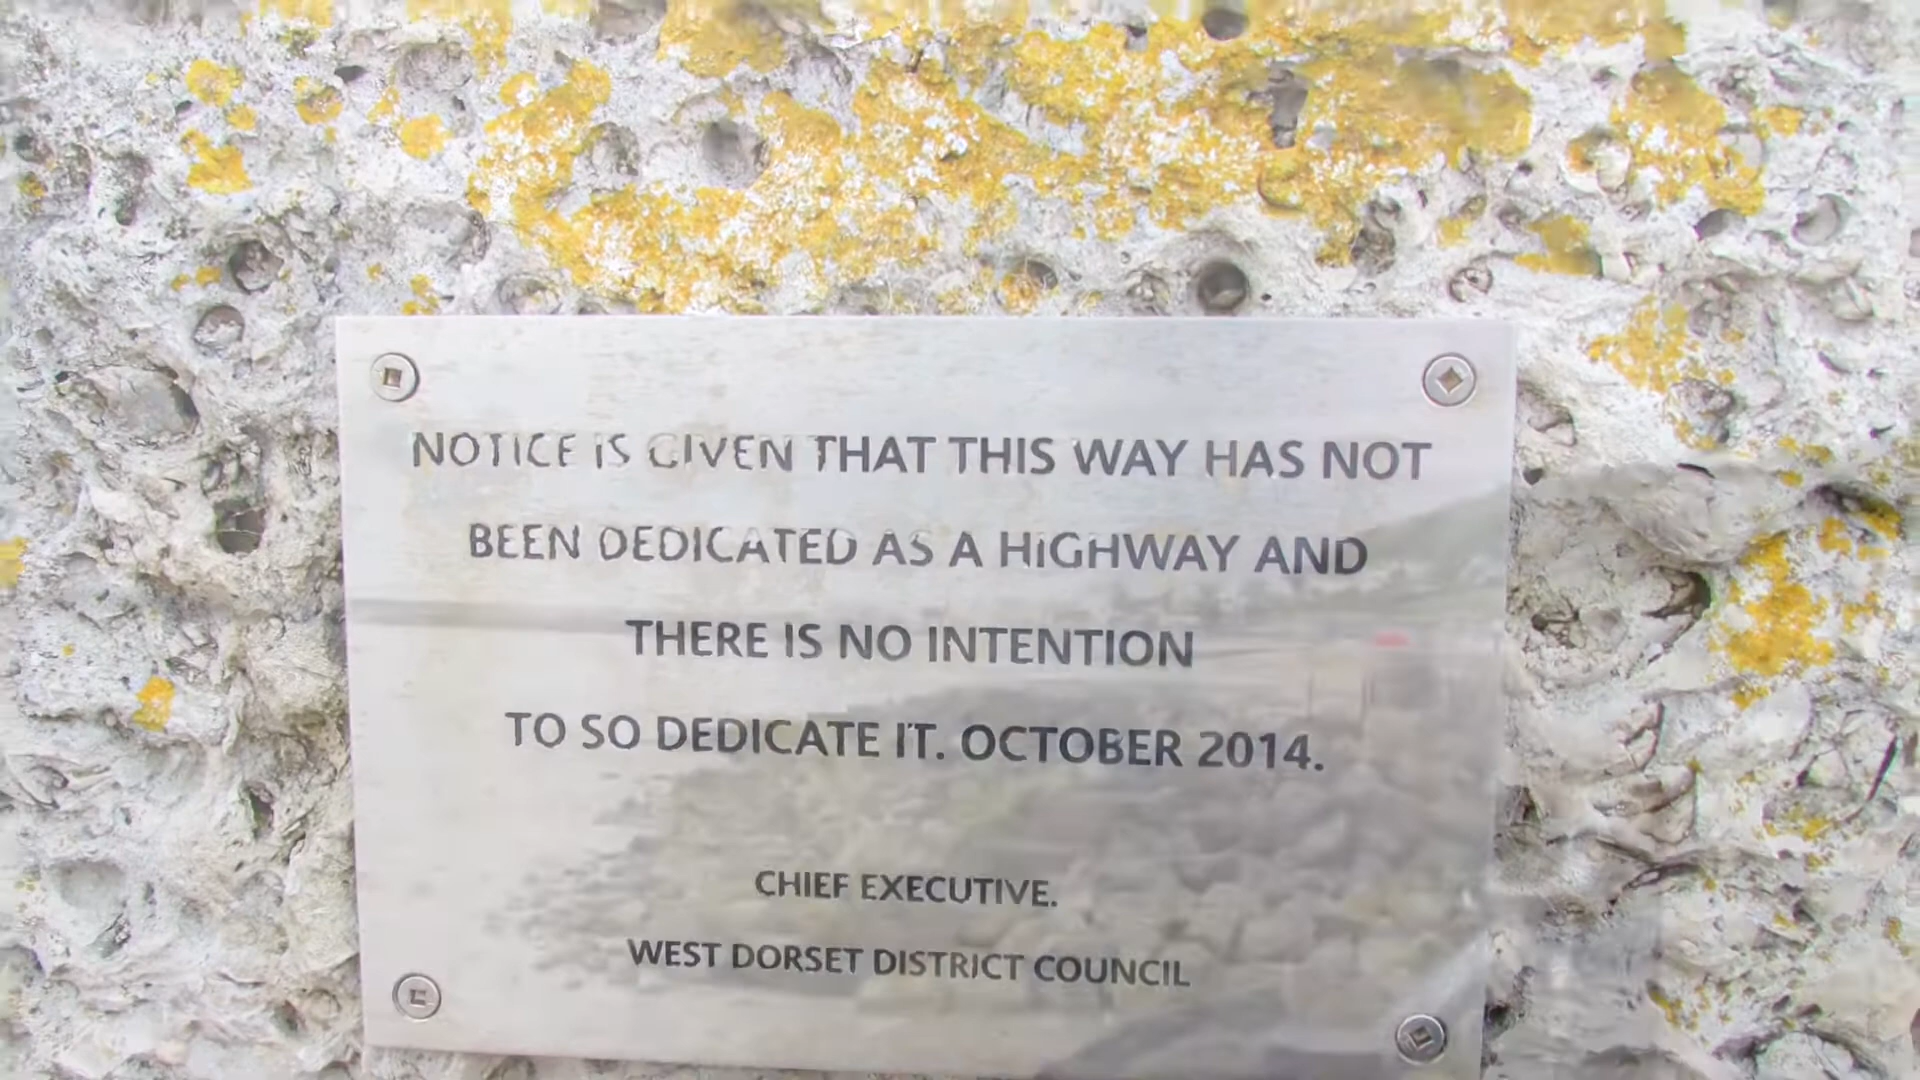 NOTICE IS GIVEN THAT THIS WAY HAS NOT
BEEN DEDICATED AS A HIGHWAY AND
THERE IS NO INTENTION
TO SO DEDICATE IT. OCTOBER 2014.
CHIEF EXECUTIVE.
WEST DORSET DISTRICT COUNCIL